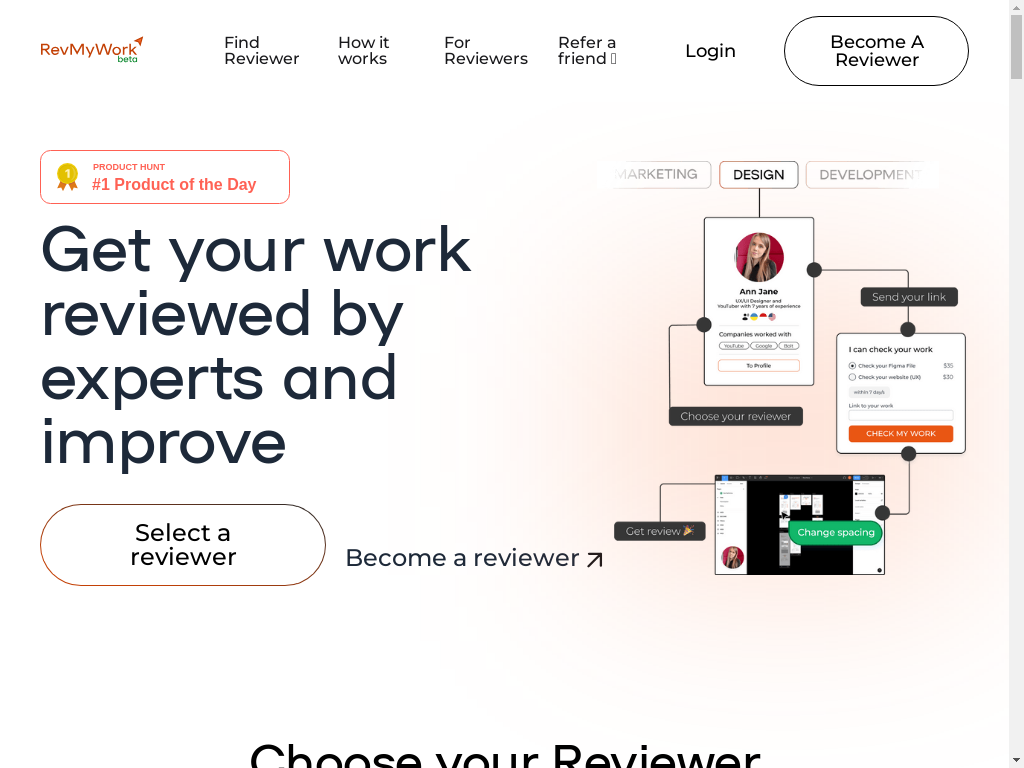 RevMyWork
beta
Find
Reviewer
How it
works
For
Reviewers
Refer a
friend
Login
Become A
Reviewer
PRODUCT HUNT
#1 Product of the Day
Get your work
reviewed by
experts and
improve
Select a
reviewer
Become a reviewer
MARKETING
DESIGN
DEVELOPMENT
Ann Jane
UX/UI Designer and
YouTuber with 7 years of experience
Companies worked with
YouTube
Google
Bolt
To Profile
Send your link
I can check your work
Check your Figma File
$35
Check your website (UX)
$30
within 7 days
Link to your work
CHECK MY WORK
Choose your reviewer
Get review 🎉
Change spacing
Choose your Reviewer